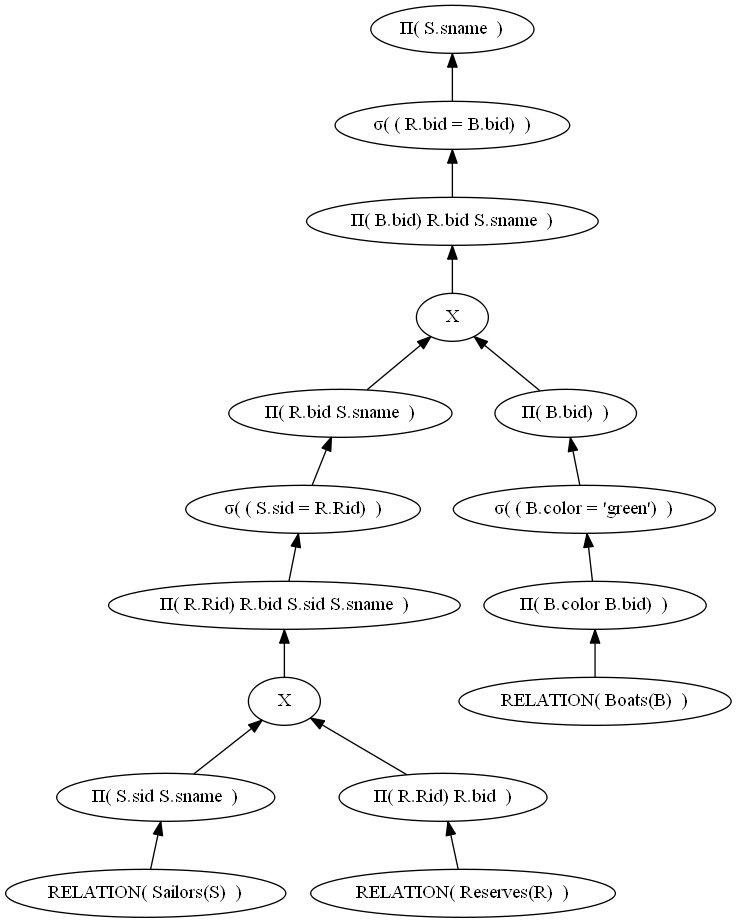 Π( S.sname )
σ( ( R.bid = B.bid) )
Π( B.bid) R.bid S.sname )
X
Π( R.bid S.sname )
Π( B.bid) )
σ( ( S.sid = R.Rid) )
σ( ( B.color = 'green') )
Π( R.Rid) R.bid S.sid S.sname )
Π( B.color B.bid) )
X
RELATION( Boats(B) )
Π( S.sid S.sname )
Π( R.Rid) R.bid )
RELATION( Sailors(S) )
RELATION( Reserves(R) )